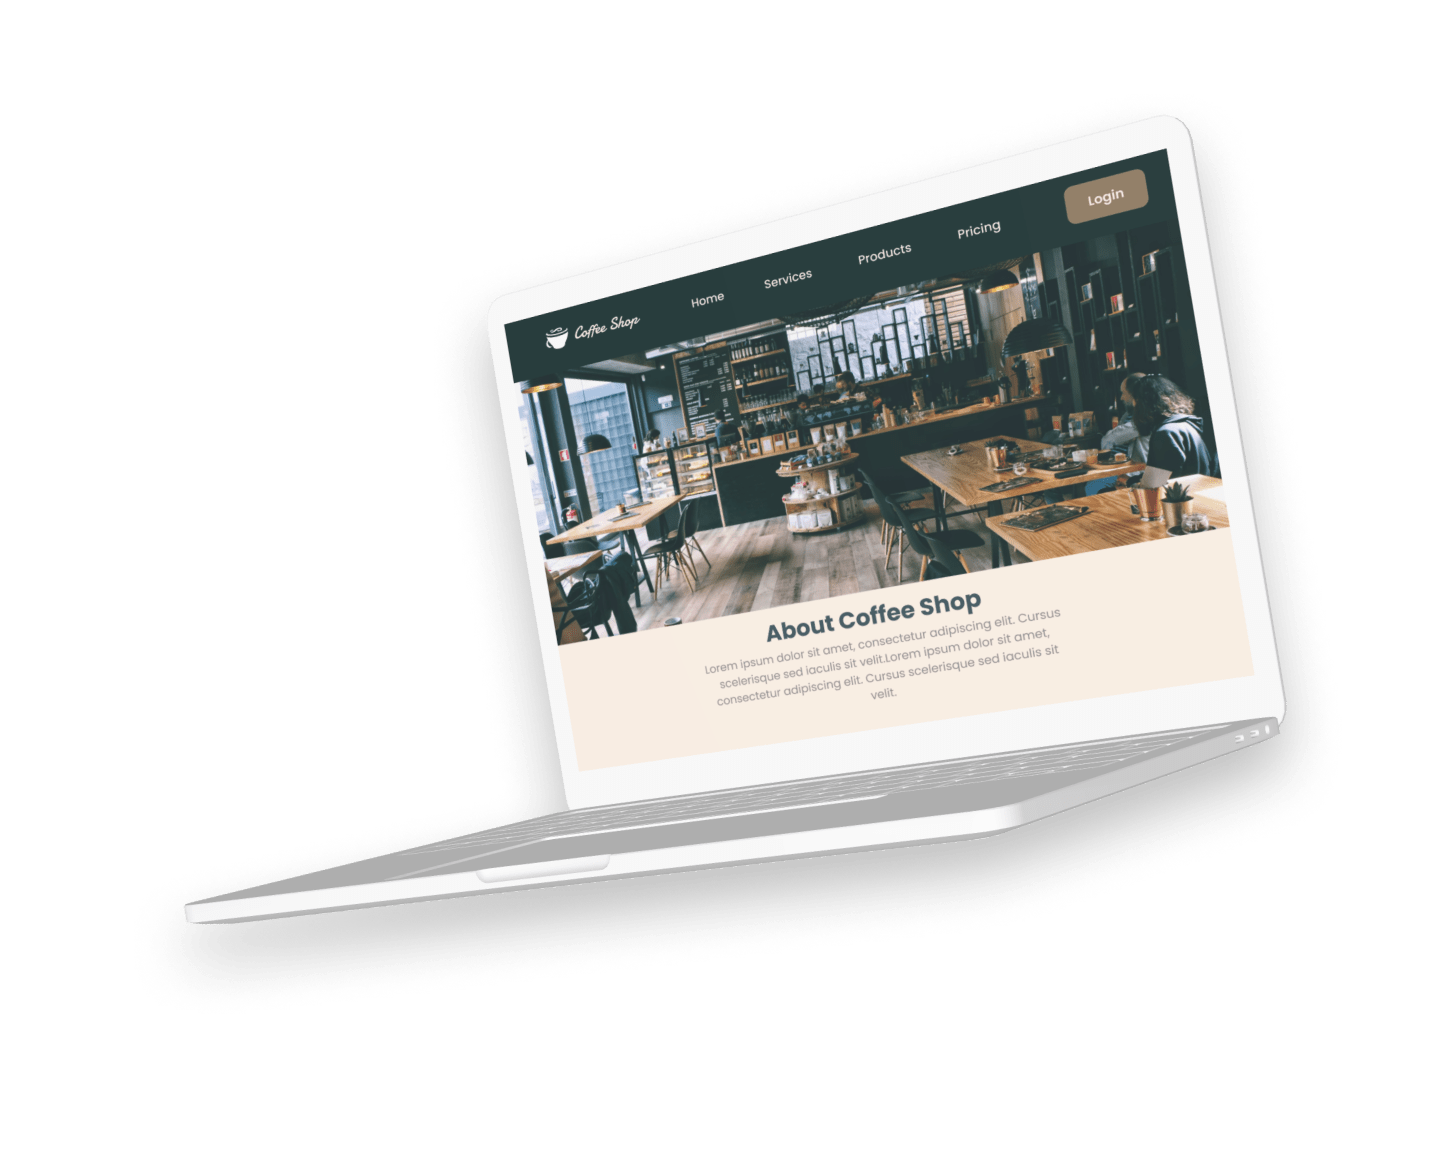 Coffee Shop
Home
Services
Products
Pricing
Login
About Coffee Shop
Lorem ipsum dolor sit amet, consectetur adipiscing elit. Cursus
scelerisque sed iaculis sit velit.Lorem ipsum dolor sit amet,
consectetur adipiscing elit. Cursus scelerisque sed iaculis sit
velit.